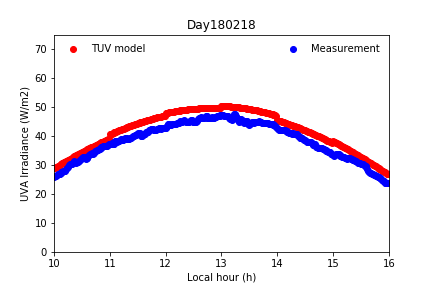 Day180218
TUV model
Measurement
UVA Irradiance (W/m2)
70
60
50
40
30
20
10
0
10 11 12 13 14 15 16
Local hour (h)